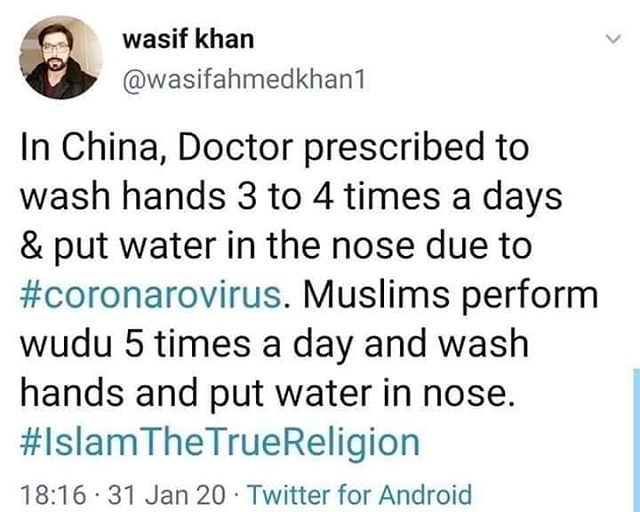 wasif khan
@wasifahmedkhan1
In China, Doctor prescribed to
wash hands 3 to 4 times a days
& put water in the nose due to
#coronarovirus. Muslims perform
wudu 5 times a day and wash
hands and put water in nose.
#IslamTheTrueReligion
18:16 · 31 Jan 20 · Twitter for Android